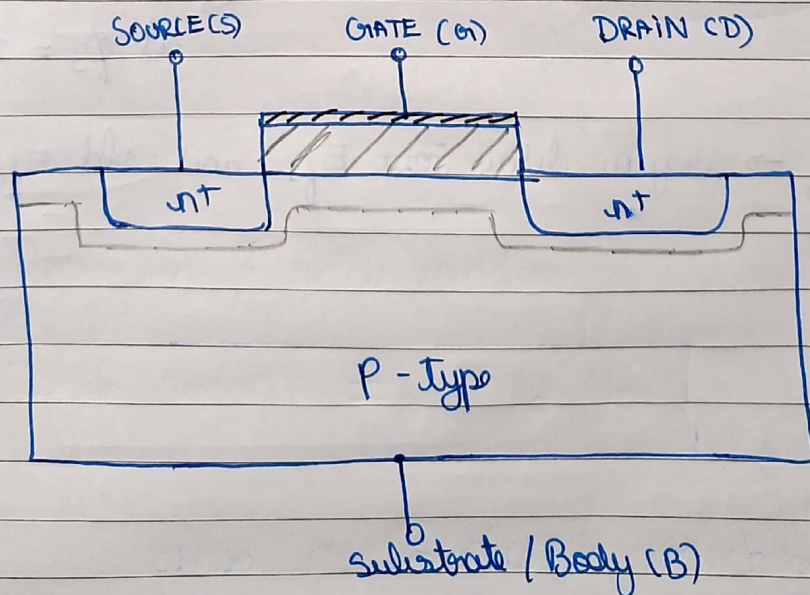 SOURCE(S) GATE (G) DRAIN (D)
n+ n+
P-type
Substrate / Body (B)